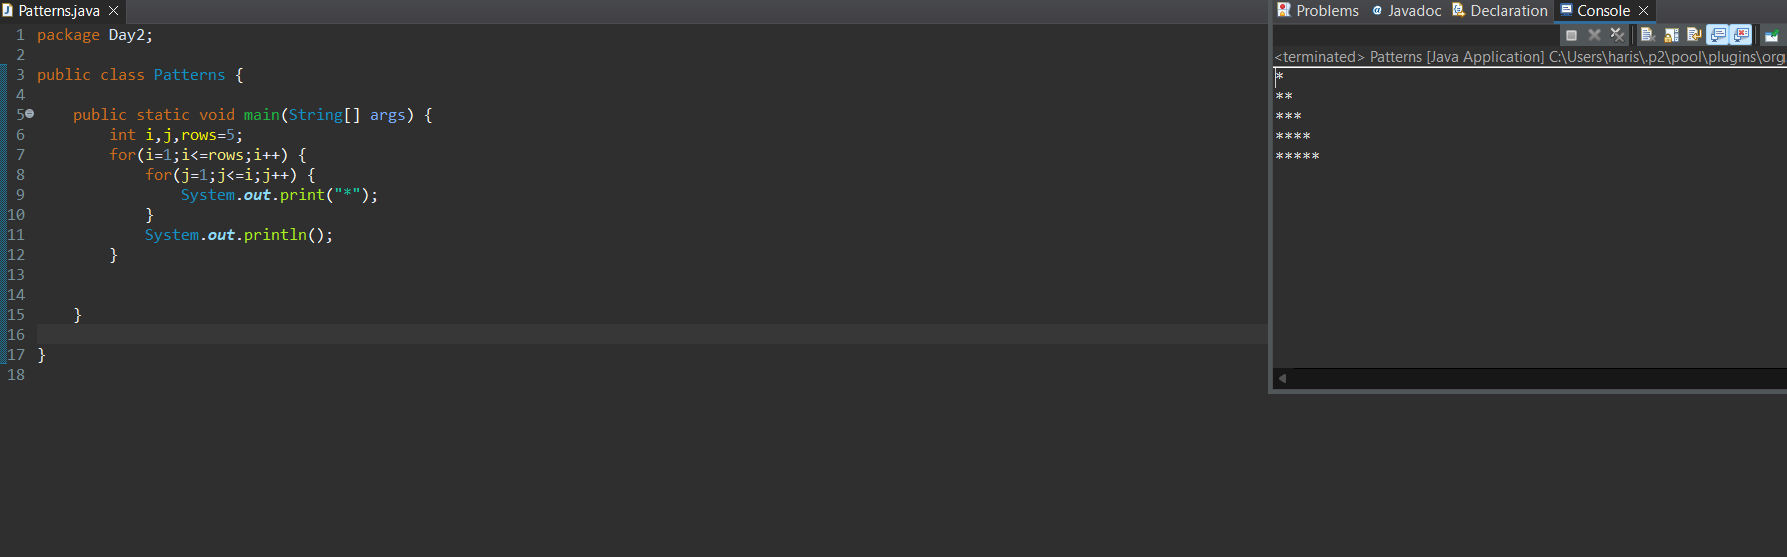 Patterns.java
1 package Day2;
2
3 public class Patterns {
4
5 public static void main(String[] args) {
6 int i,j,rows=5;
7 for(i=1;i<=rows;i++) {
8 for(j=1;j<=i;j++) {
9 System.out.print("*");
10 }
11 System.out.println();
12 }
13
14
15 }
16
17 }
18
Problems @ Javadoc Declaration Console
<terminated> Patterns [Java Application] C:\Users\haris\.p2\pool\plugins\org
*
**
***
****
*****